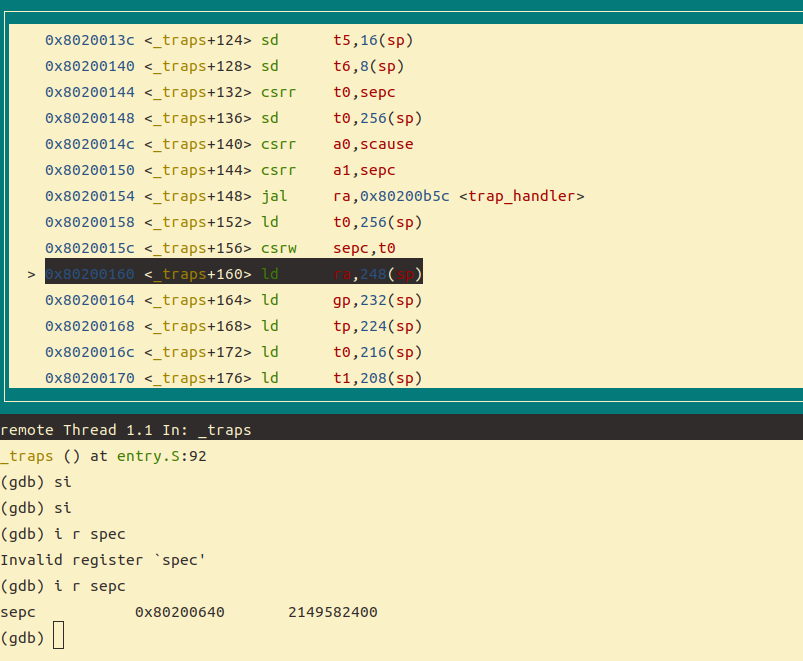 0x8020013c <_traps+124> sd      t5,16(sp)
0x80200140 <_traps+128> sd      t6,8(sp)
0x80200144 <_traps+132> csrr    t0,sepc
0x80200148 <_traps+136> sd      t0,256(sp)
0x8020014c <_traps+140> csrr    a0,scause
0x80200150 <_traps+144> csrr    a1,sepc
0x80200154 <_traps+148> jal     ra,0x80200b5c <trap_handler>
0x80200158 <_traps+152> ld      t0,256(sp)
0x8020015c <_traps+156> csrw    sepc,t0
> 0x80200160 <_traps+160> ld      ra,248(sp)
0x80200164 <_traps+164> ld      gp,232(sp)
0x80200168 <_traps+168> ld      tp,224(sp)
0x8020016c <_traps+172> ld      t0,216(sp)
0x80200170 <_traps+176> ld      t1,208(sp)
remote Thread 1.1 In: _traps
_traps () at entry.S:92
(gdb) si
(gdb) si
(gdb) i r spec
Invalid register `spec'
(gdb) i r sepc
sepc           0x80200640       2149582400
(gdb)